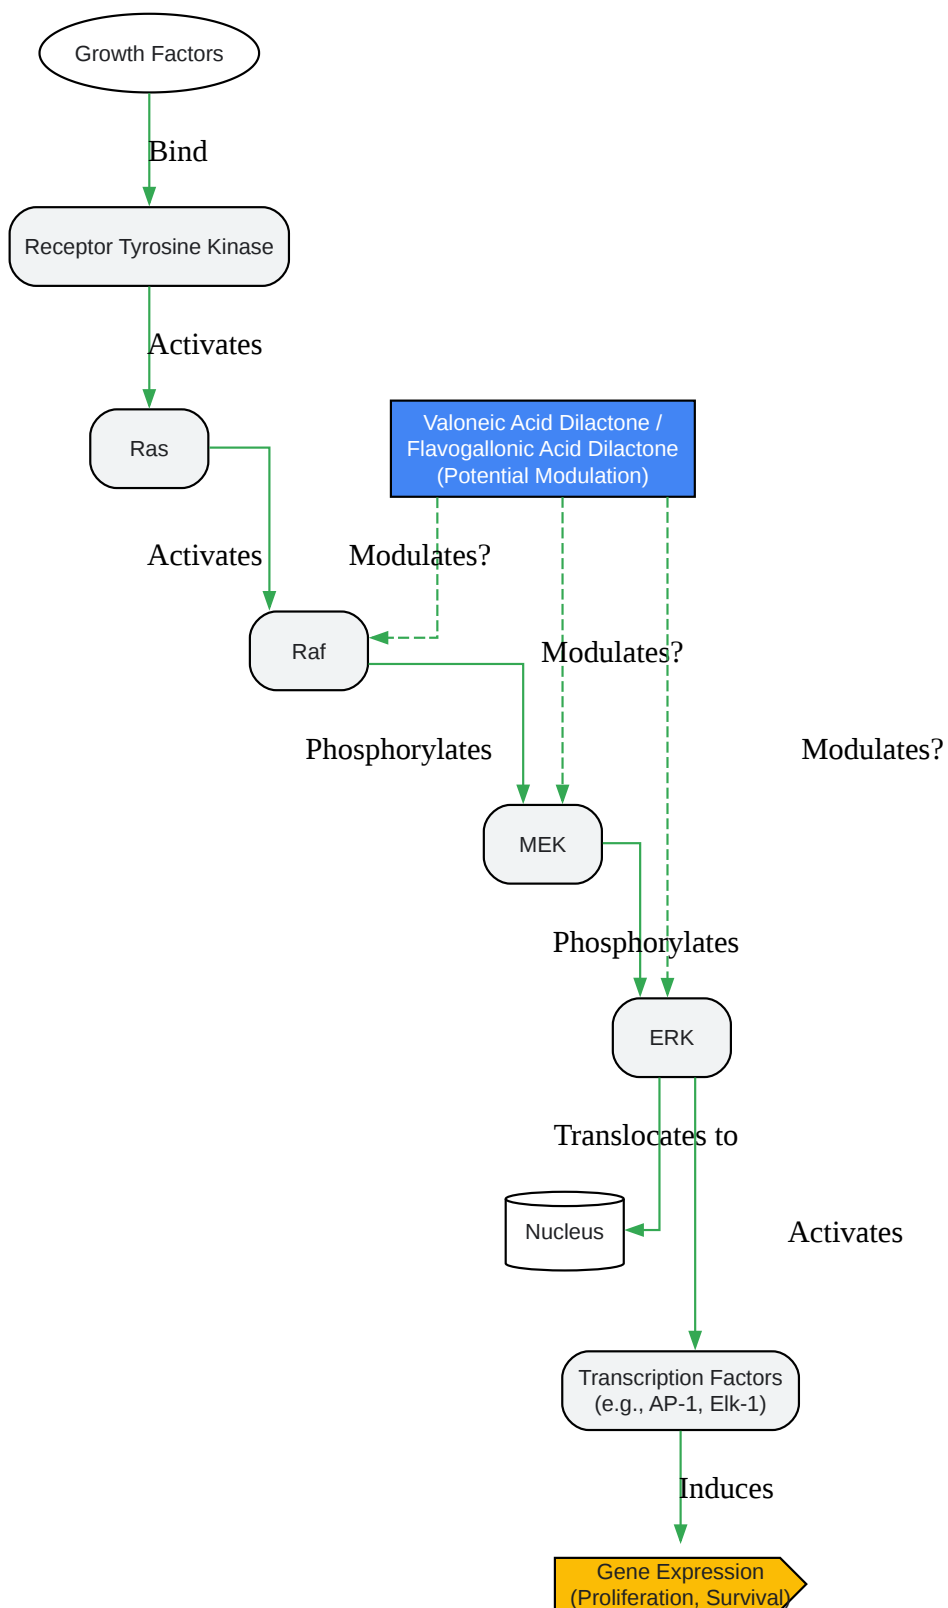 Growth Factors
Bind
Receptor Tyrosine Kinase
Activates
Valoneic Acid Dilactone /
Flavogallonic Acid Dilactone
(Potential Modulation)
Ras
Activates
Modulates?
Raf
Modulates?
Phosphorylates
Modulates?
MEK
Phosphorylates
ERK
Translocates to
Nucleus
Activates
Transcription Factors
(e.g., AP-1, Elk-1)
Induces
Gene Expression
(Proliferation, Survival)